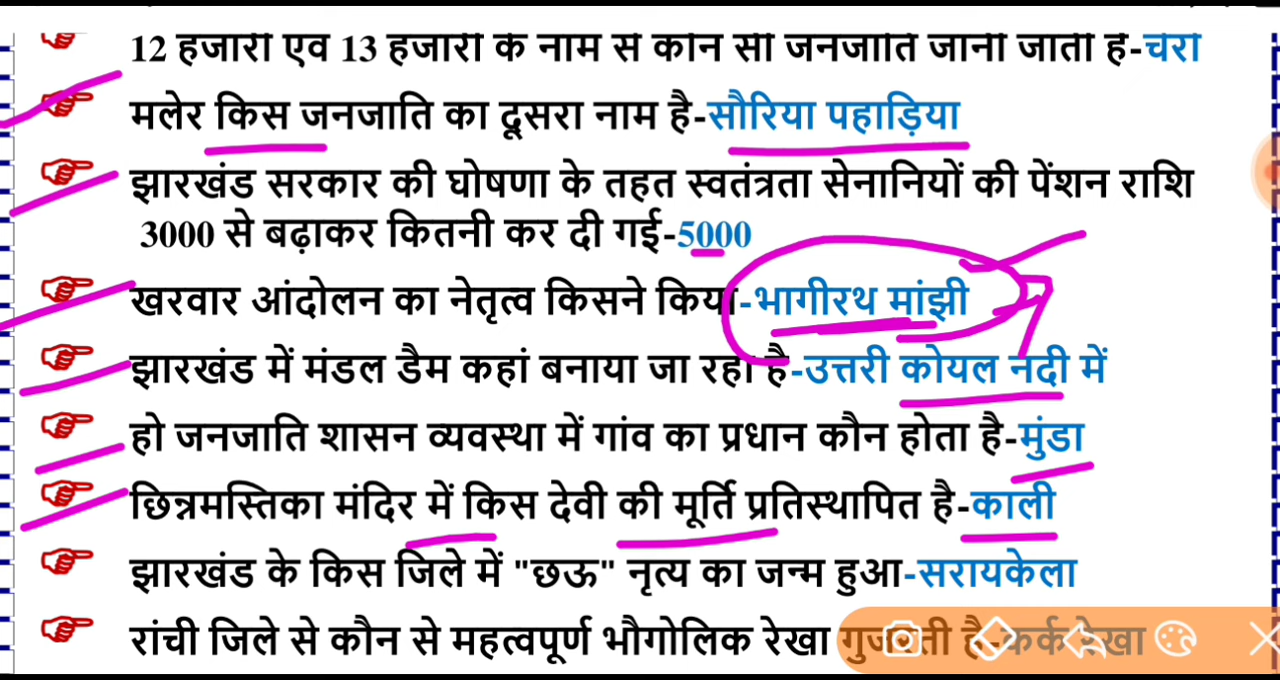 12 हजारी एवं 13 हजारी के नाम से कौन सी जनजाति जानी जाती है-चेरो
मलेर किस जनजाति का दूसरा नाम है-सौरिया पहाड़िया
झारखंड सरकार की घोषणा के तहत स्वतंत्रता सेनानियों की पेंशन राशि
3000 से बढ़ाकर कितनी कर दी गई-5000
खरवार आंदोलन का नेतृत्व किसने किया-भागीरथ मांझी
झारखंड में मंडल डैम कहां बनाया जा रहा है-उत्तरी कोयल नदी में
हो जनजाति शासन व्यवस्था में गांव का प्रधान कौन होता है-मुंडा
छिन्नमस्तिका मंदिर में किस देवी की मूर्ति प्रतिस्थापित है-काली
झारखंड के किस जिले में "छऊ" नृत्य का जन्म हुआ-सरायकेला
रांची जिले से कौन से महत्वपूर्ण भौगोलिक रेखा गुजरती है-कर्क रेखा